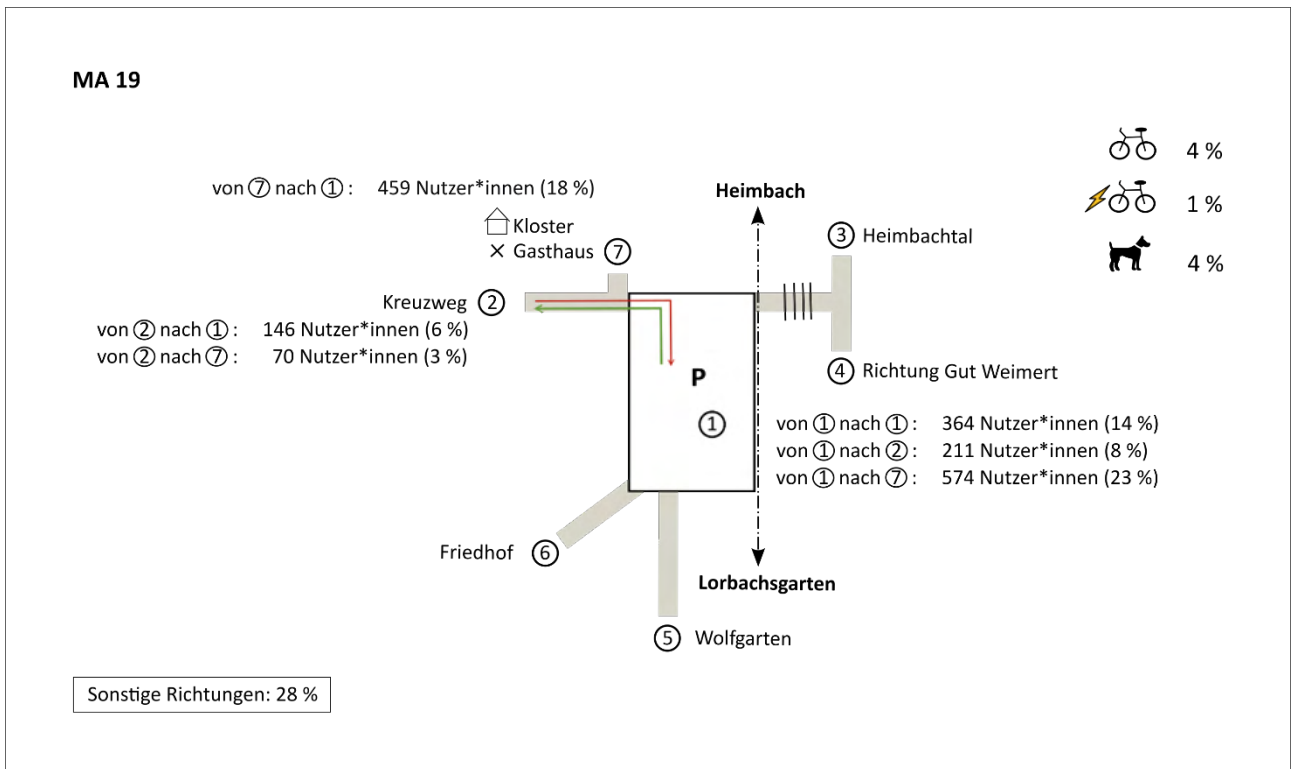 MA 19
4 %
von ⑦ nach ①: 459 Nutzer*innen (18 %)
Heimbach
1 %
Kloster
Gasthaus ⑦
③ Heimbachtal
4 %
Kreuzweg ②
von ② nach ①: 146 Nutzer*innen (6 %)
von ② nach ⑦: 70 Nutzer*innen (3 %)
P
④ Richtung Gut Weimert
①
von ① nach ①: 364 Nutzer*innen (14 %)
von ① nach ②: 211 Nutzer*innen (8 %)
von ① nach ⑦: 574 Nutzer*innen (23 %)
Friedhof ⑥
Lorbachsgarten
⑤ Wolfgarten
Sonstige Richtungen: 28 %